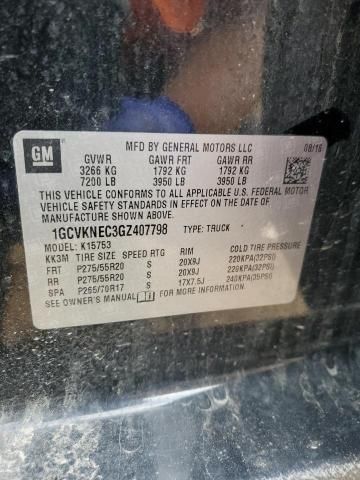 GM
MFD BY GENERAL MOTORS LLC 08/16
GVWR GAWR FRT GAWR RR
3266 KG 1792 KG 1792 KG
7200 LB 3950 LB 3950 LB
THIS VEHICLE CONFORMS TO ALL APPLICABLE U.S. FEDERAL MOTOR
VEHICLE SAFETY STANDARDS IN EFFECT ON THE DATE OF
MANUFACTURE SHOWN ABOVE.
1GCVKNEC3GZ407798 TYPE: TRUCK
MODEL: K15753
KK3M TIRE SIZE SPEED RTG RIM COLD TIRE PRESSURE
FRT P275/55R20 S 20X9J 220KPA(32PSI)
RR P275/55R20 S 20X9J 220KPA(32PSI)
SPA P265/70R17 S 17X7.5J 240KPA(35PSI)
SEE OWNER'S MANUAL FOR ADDITIONAL INFORMATION.